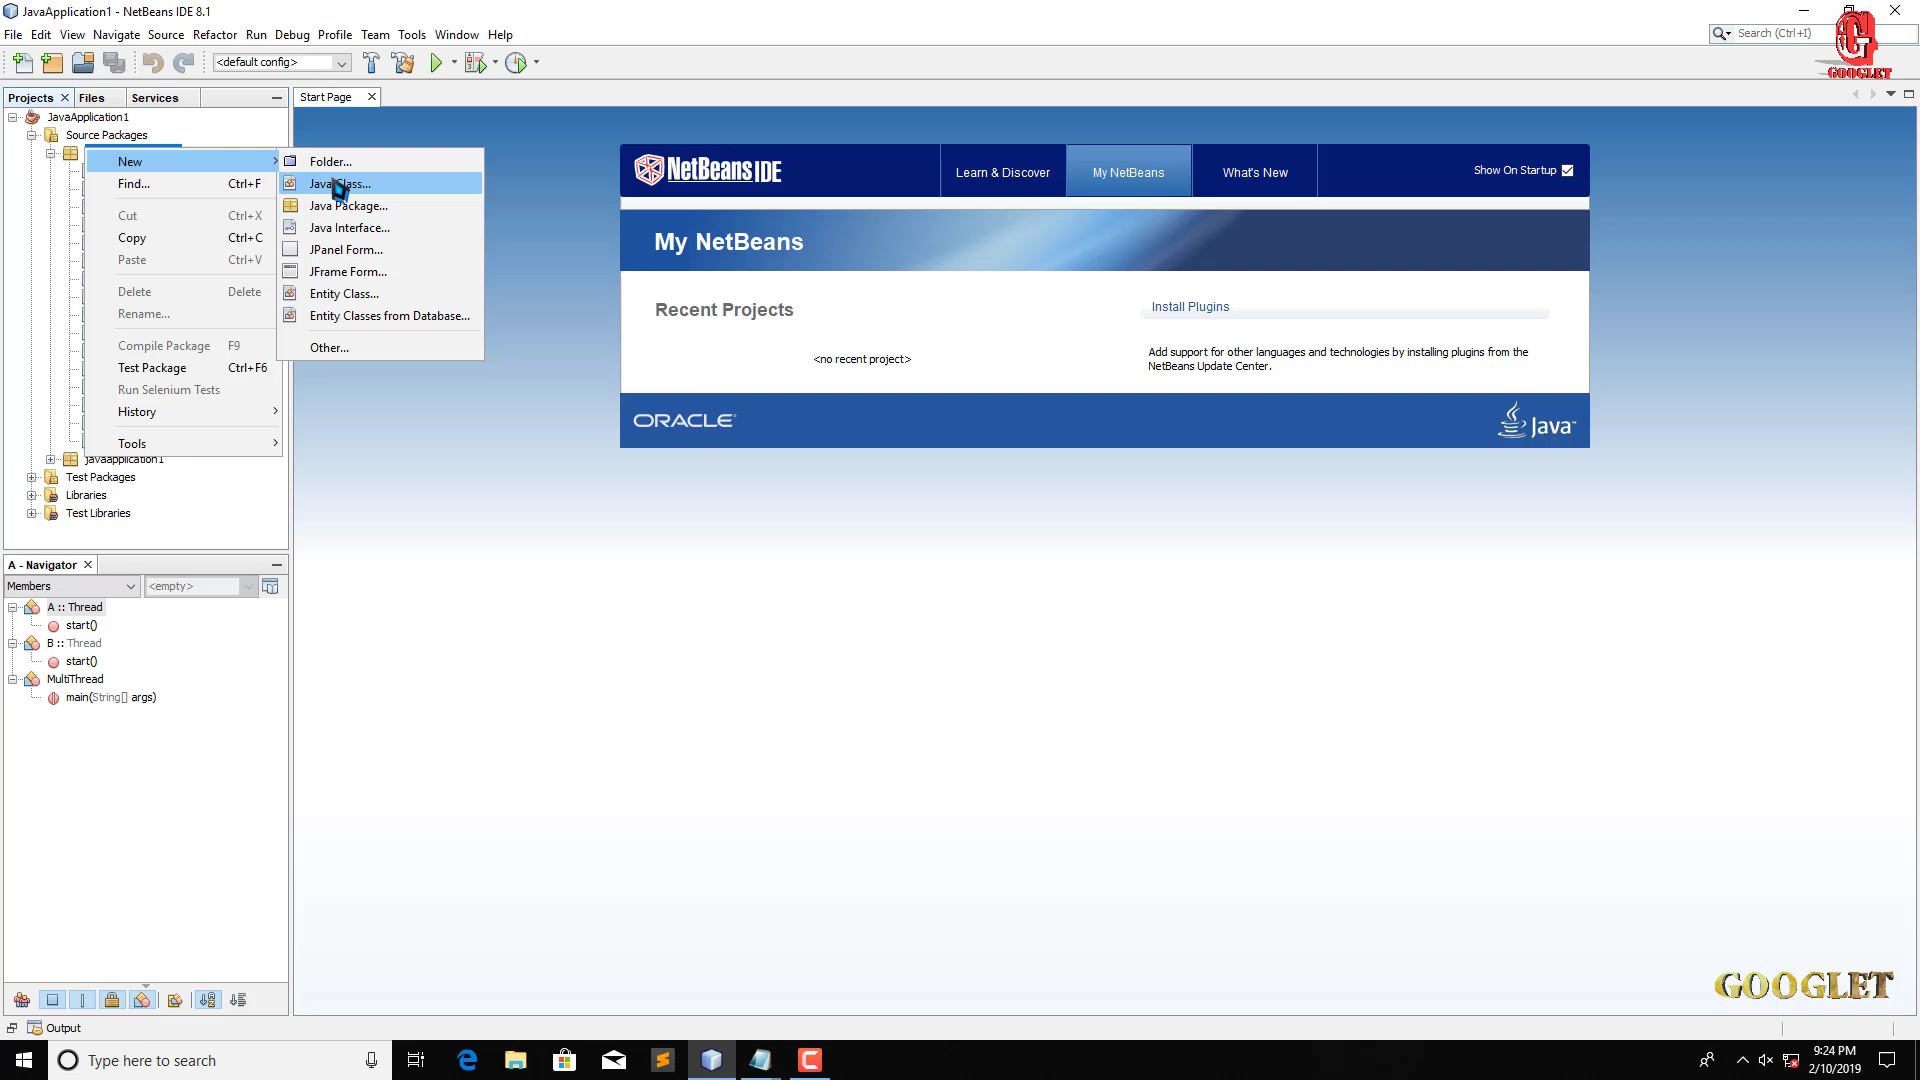 JavaApplication1 - NetBeans IDE 8.1
File Edit View Navigate Source Refactor Run Debug Profile Team Tools Window Help
Search (Ctrl+I)
G
GOOGLET
<default config>
Projects Files Services
Start Page
JavaApplication1
Source Packages
New
Find... Ctrl+F
Cut Ctrl+X
Copy Ctrl+C
Paste Ctrl+V
Delete Delete
Rename...
Compile Package F9
Test Package Ctrl+F6
Run Selenium Tests
History
Tools
Folder...
Java Class...
Java Package...
Java Interface...
JPanel Form...
JFrame Form...
Entity Class...
Entity Classes from Database...
Other...
javaapplication1
Test Packages
Libraries
Test Libraries
NetBeans IDE
Learn & Discover
My NetBeans
What's New
Show On Startup
My NetBeans
Recent Projects
<no recent project>
Install Plugins
Add support for other languages and technologies by installing plugins from the
NetBeans Update Center.
ORACLE
Java
A - Navigator
Members
<empty>
A :: Thread
start()
B :: Thread
start()
MultiThread
main(String[] args)
GOOGLET
Output
Type here to search
9:24 PM
2/10/2019